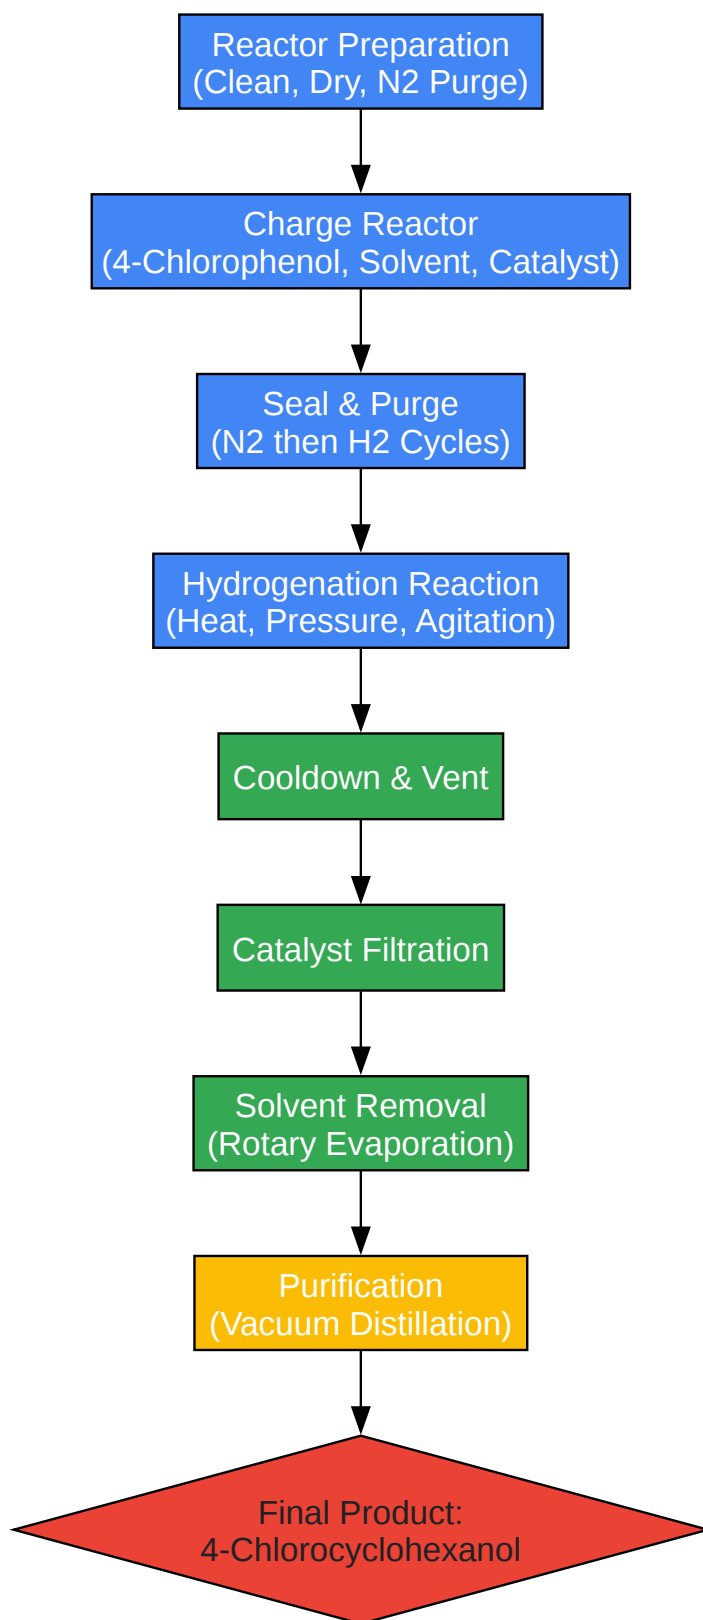 Reactor Preparation
(Clean, Dry, N2 Purge)
Charge Reactor
(4-Chlorophenol, Solvent, Catalyst)
Seal & Purge
(N2 then H2 Cycles)
Hydrogenation Reaction
(Heat, Pressure, Agitation)
Cooldown & Vent
Catalyst Filtration
Solvent Removal
(Rotary Evaporation)
Purification
(Vacuum Distillation)
Final Product:
4-Chlorocyclohexanol